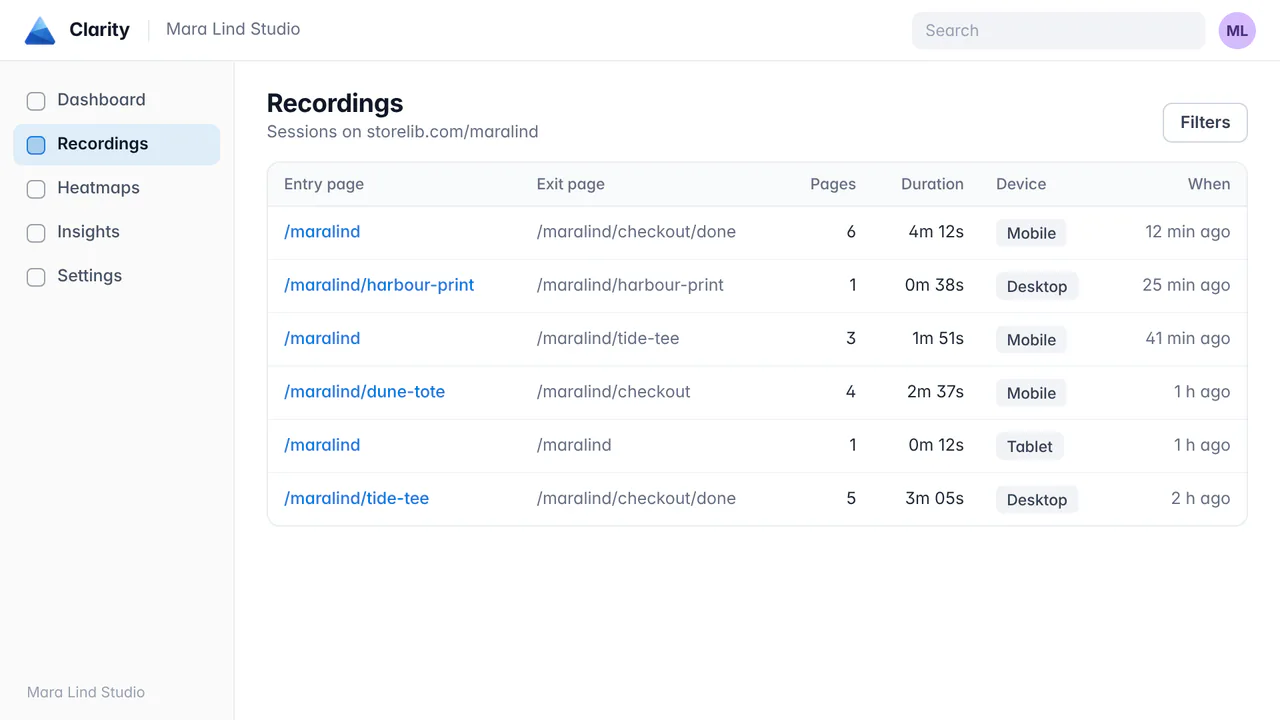 Clarity
Mara Lind Studio
Search
ML
Dashboard
Recordings
Heatmaps
Insights
Settings
Mara Lind Studio
Recordings
Sessions on storelib.com/maralind
Filters
Entry page Exit page Pages Duration Device When
/maralind /maralind/checkout/done 6 4m 12s Mobile 12 min ago
/maralind/harbour-print /maralind/harbour-print 1 0m 38s Desktop 25 min ago
/maralind /maralind/tide-tee 3 1m 51s Mobile 41 min ago
/maralind/dune-tote /maralind/checkout 4 2m 37s Mobile 1 h ago
/maralind /maralind 1 0m 12s Tablet 1 h ago
/maralind/tide-tee /maralind/checkout/done 5 3m 05s Desktop 2 h ago